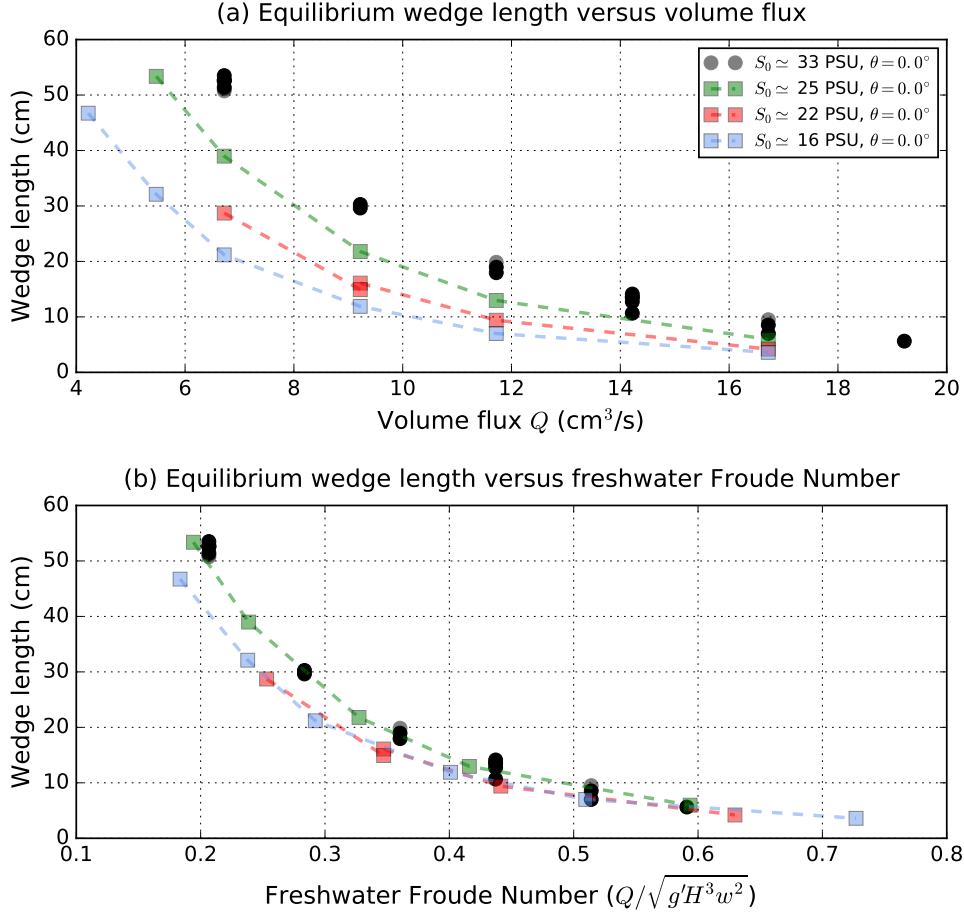 (a) Equilibrium wedge length versus volume flux
60
50
40
30
20
10
0
Wedge length (cm)
S₀≃ 33 PSU, θ=0.0°
S₀≃ 25 PSU, θ=0.0°
S₀≃ 22 PSU, θ=0.0°
S₀≃ 16 PSU, θ=0.0°
4 6 8 10 12 14 16 18 20
Volume flux Q (cm³/s)
(b) Equilibrium wedge length versus freshwater Froude Number
60
50
40
30
20
10
0
Wedge length (cm)
0.1 0.2 0.3 0.4 0.5 0.6 0.7 0.8
Freshwater Froude Number (Q/√g′H³w²)